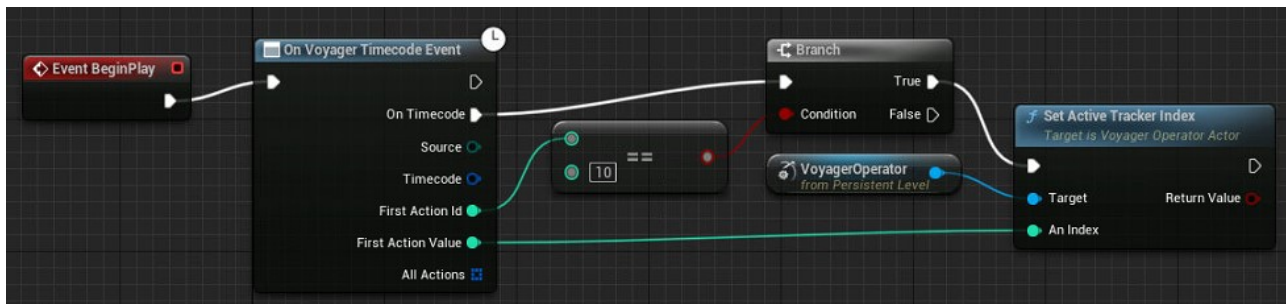 Event BeginPlay
On Voyager Timecode Event
On Timecode
Source
Timecode
First Action Id
First Action Value
All Actions
10
==
Branch
True
Condition
False
VoyagerOperator
from Persistent Level
f Set Active Tracker Index
Target is Voyager Operator Actor
Target
Return Value
An Index